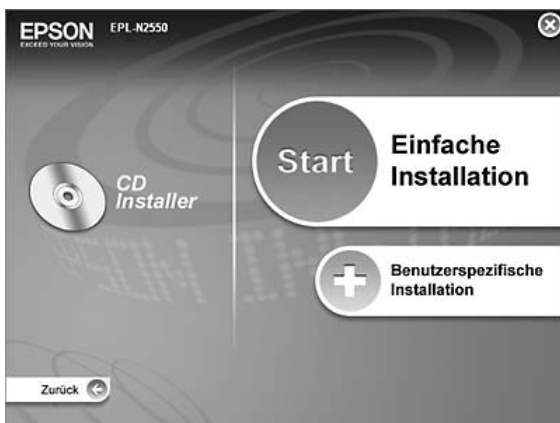 EPSON
EXCEED YOUR VISION
EPL-N2550
CD
Installer
Start
Einfache
Installation
Benutzerspezifische
Installation
Zurück